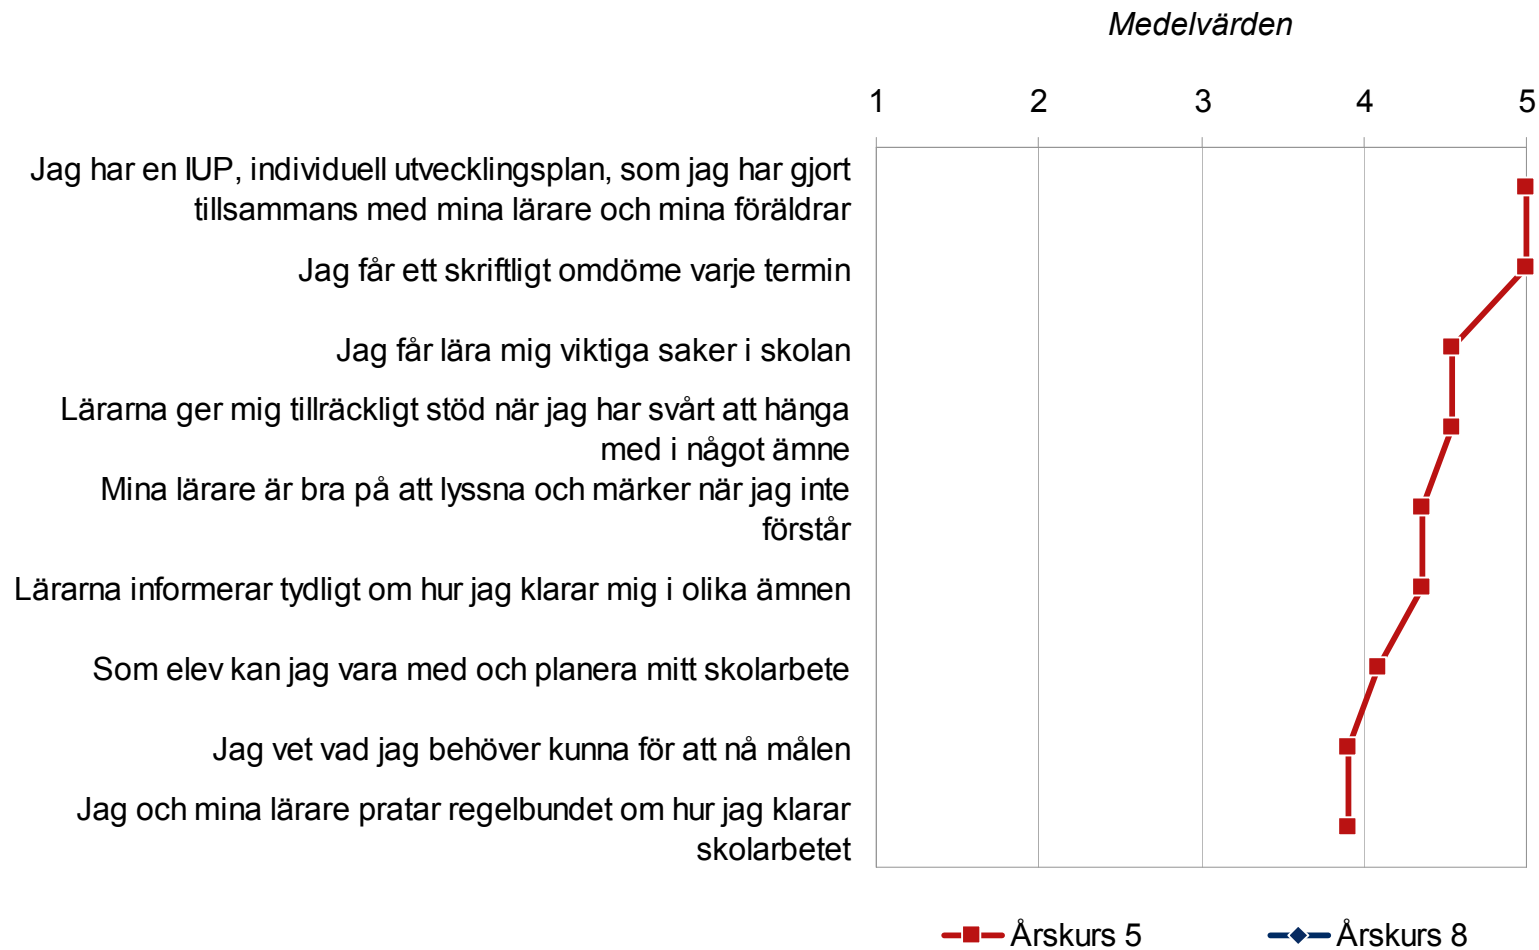 Medelvärden
1 2 3 4 5
Jag har en IUP, individuell utvecklingsplan, som jag har gjort
tillsammans med mina lärare och mina föräldrar
Jag får ett skriftligt omdöme varje termin
Jag får lära mig viktiga saker i skolan
Lärarna ger mig tillräckligt stöd när jag har svårt att hänga
med i något ämne
Mina lärare är bra på att lyssna och märker när jag inte
förstår
Lärarna informerar tydligt om hur jag klarar mig i olika ämnen
Som elev kan jag vara med och planera mitt skolarbete
Jag vet vad jag behöver kunna för att nå målen
Jag och mina lärare pratar regelbundet om hur jag klarar
skolarbetet
Årskurs 5 Årskurs 8